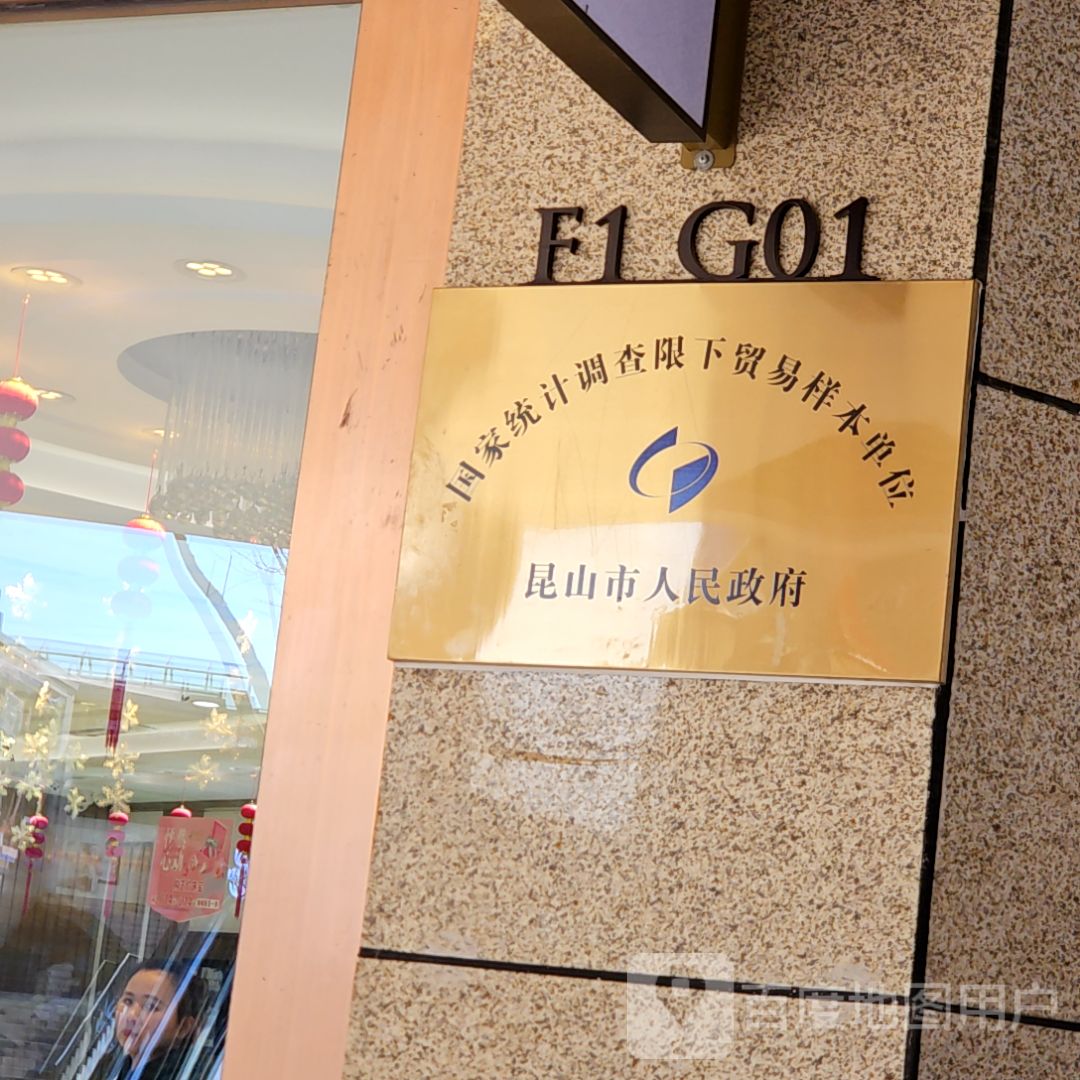 F1 G01
国家统计调查限下贸易样本单位
昆山市人民政府
百度地图用户